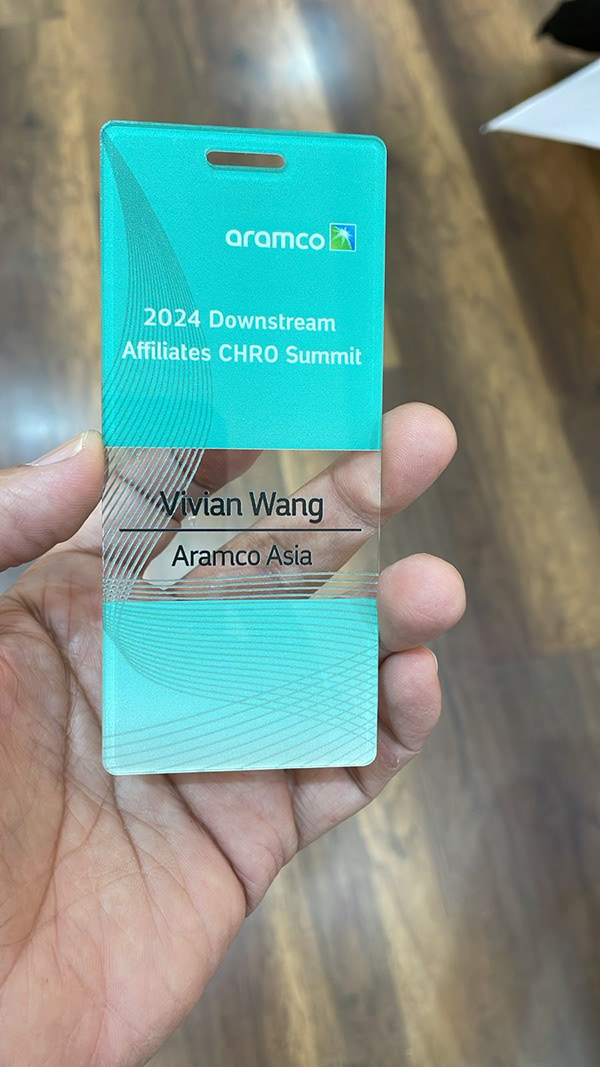 aramco
2024 Downstream
Affiliates CHRO Summit
Vivian Wang
Aramco Asia